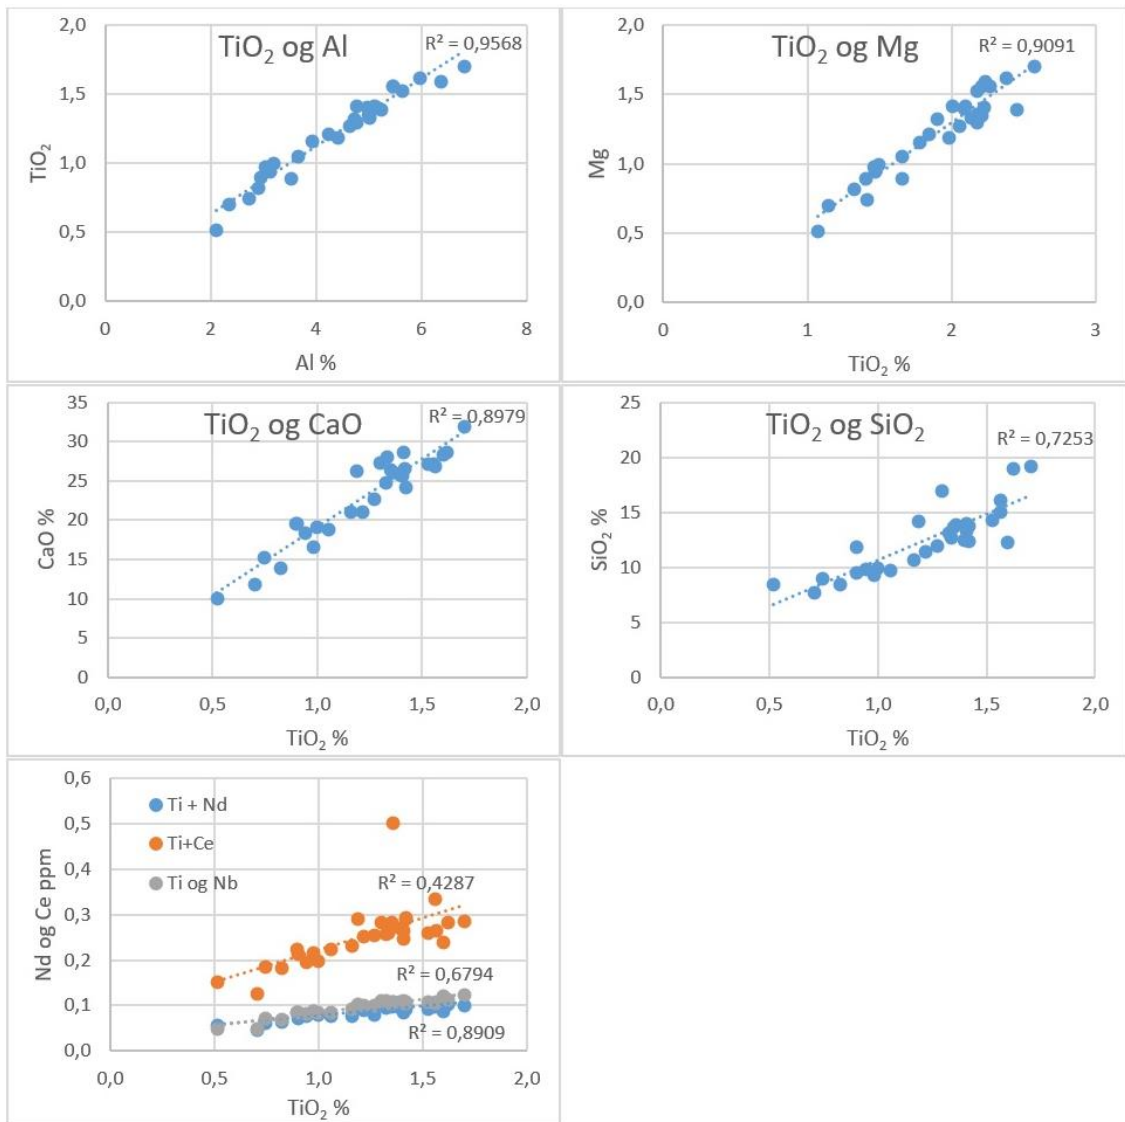 TiO₂ og Al
R² = 0,9568
2,0
1,5
1,0
0,5
0,0
TiO₂
0 2 4 6 8
Al %
TiO₂ og Mg
R² = 0,9091
2,0
1,5
1,0
0,5
0,0
Mg
0 1 2 3
TiO₂ %
TiO₂ og CaO
R² = 0,8979
35
30
25
20
15
10
5
0
CaO %
0,0 0,5 1,0 1,5 2,0
TiO₂ %
TiO₂ og SiO₂
R² = 0,7253
25
20
15
10
5
0
SiO₂ %
0,0 0,5 1,0 1,5 2,0
TiO₂ %
0,6
0,5
0,4
0,3
0,2
0,1
0,0
Nd og Ce ppm
Ti + Nd
Ti+Ce
Ti og Nb
R² = 0,4287
R² = 0,6794
R² = 0,8909
0,0 0,5 1,0 1,5 2,0
TiO₂ %